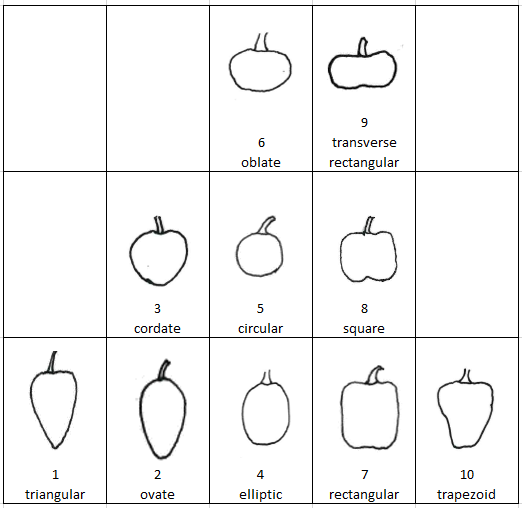 6
oblate
9
transverse
rectangular
3
cordate
5
circular
8
square
1
triangular
2
ovate
4
elliptic
7
rectangular
10
trapezoid